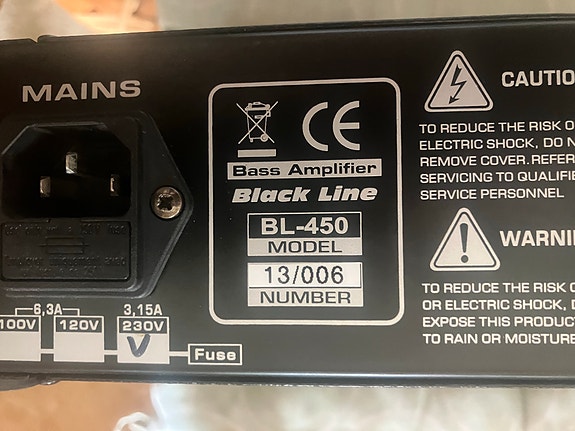 MAINS
CE
Bass Amplifier
Black Line
BL-450
MODEL
13/006
NUMBER
6,3A
3,15A
100V
120V
230V
Fuse
CAUTIO
TO REDUCE THE RISK O
ELECTRIC SHOCK, DO N
REMOVE COVER. REFER
SERVICING TO QUALIFIE
SERVICE PERSONNEL
WARNIN
TO REDUCE THE RISK O
OR ELECTRIC SHOCK, D
EXPOSE THIS PRODUCT
TO RAIN OR MOISTURE